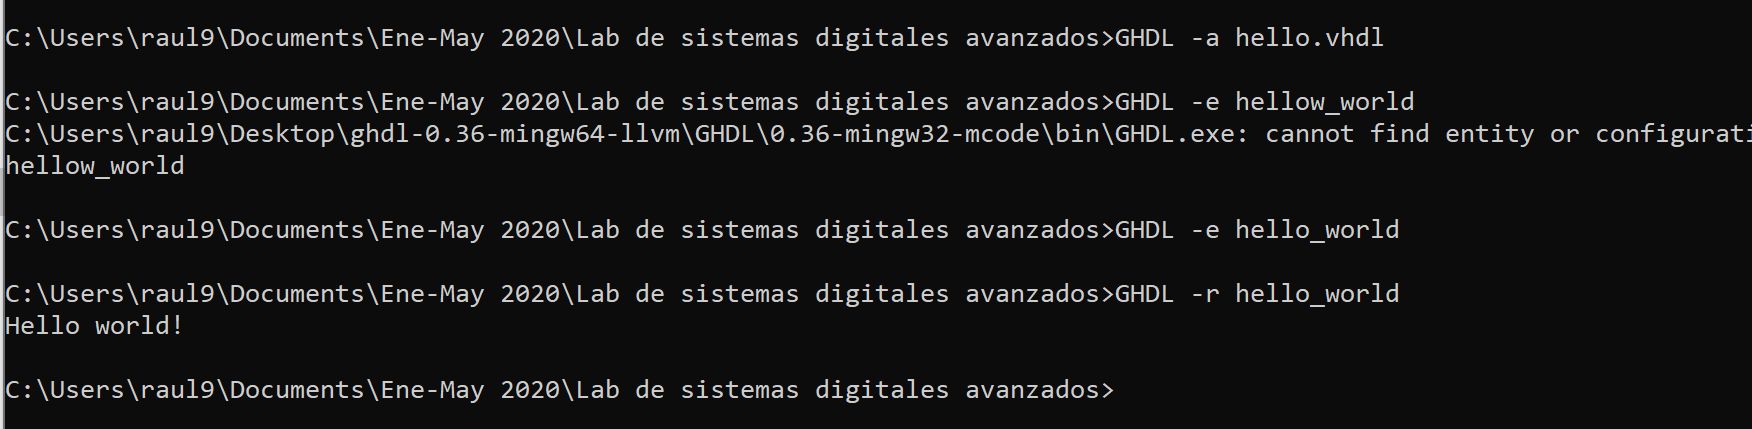 C:\Users\raul9\Documents\Ene-May 2020\Lab de sistemas digitales avanzados>GHDL -a hello.vhdl
C:\Users\raul9\Documents\Ene-May 2020\Lab de sistemas digitales avanzados>GHDL -e hellow_world
C:\Users\raul9\Desktop\ghdl-0.36-mingw64-llvm\GHDL\0.36-mingw32-mcode\bin\GHDL.exe: cannot find entity or configurati
hellow_world
C:\Users\raul9\Documents\Ene-May 2020\Lab de sistemas digitales avanzados>GHDL -e hello_world
C:\Users\raul9\Documents\Ene-May 2020\Lab de sistemas digitales avanzados>GHDL -r hello_world
Hello world!
C:\Users\raul9\Documents\Ene-May 2020\Lab de sistemas digitales avanzados>